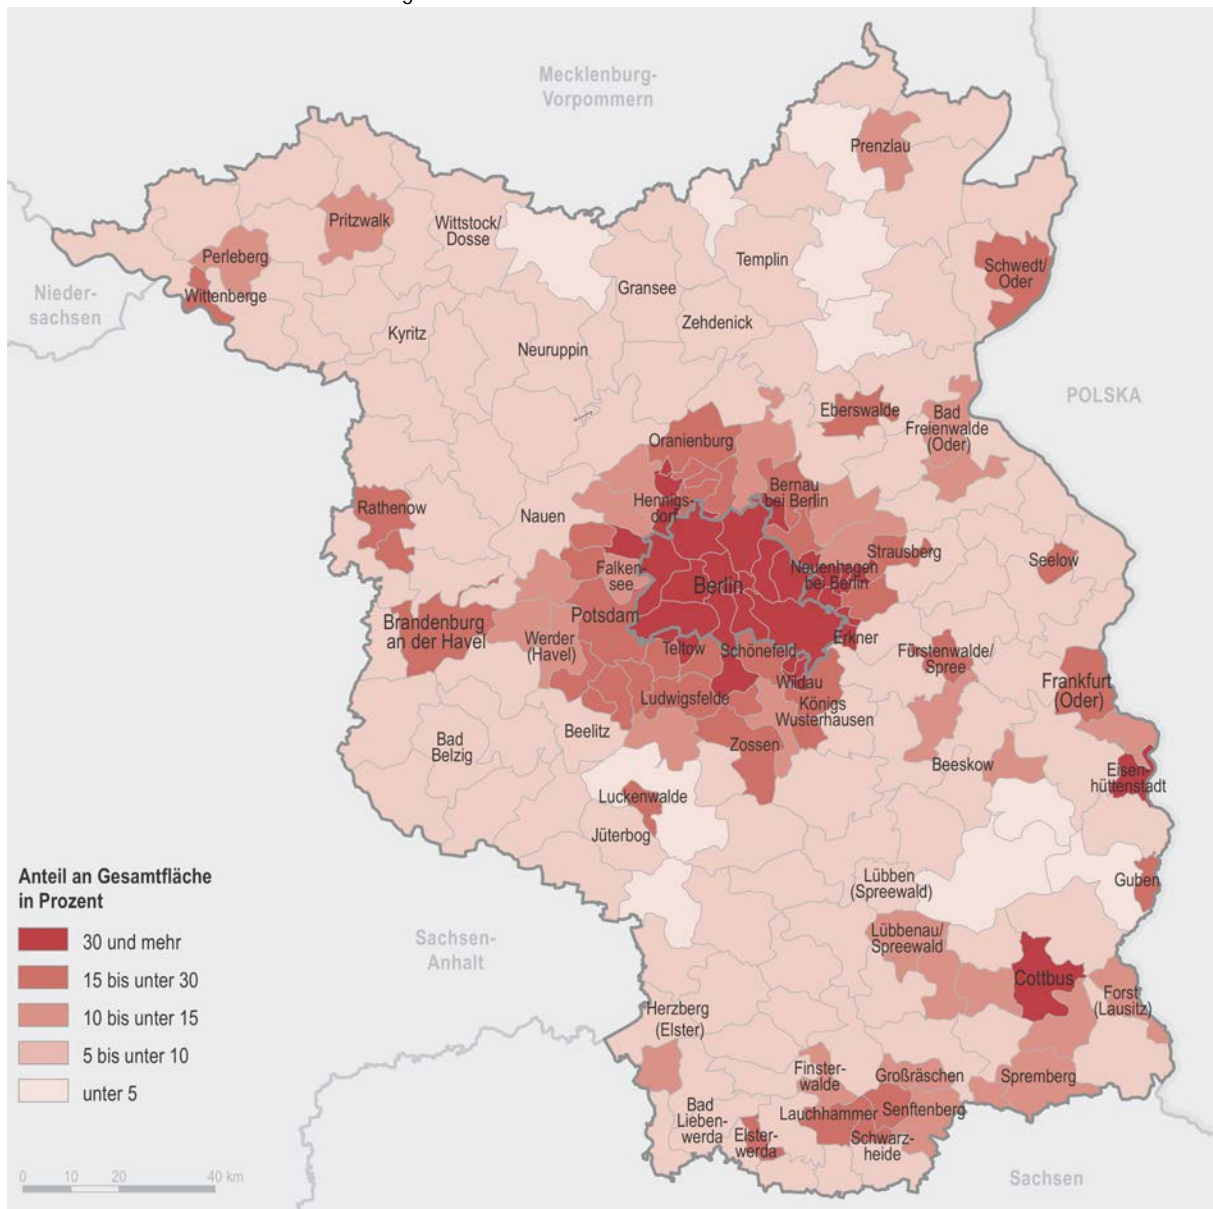 Mecklenburg-
Vorpommern
Prenzlau
Pritzwalk
Wittstock/
Dosse
Perleberg
Templin
Schwedt/
Oder
Wittenberge
Gransee
Nieder-
sachsen
Zehdenick
Kyritz
Neuruppin
POLSKA
Eberswalde
Bad
Freienwalde
(Oder)
Oranienburg
Bernau
bei Berlin
Hennigs-
dorf
Rathenow
Nauen
Strausberg
Seelow
Falken-
see
Neuenhagen
bei Berlin
Berlin
Potsdam
Brandenburg
an der Havel
Werder
(Havel)
Erkner
Teltow
Schönefeld
Fürstenwalde/
Spree
Wildau
Frankfurt
(Oder)
Ludwigsfelde
Königs
Wusterhausen
Beelitz
Bad
Belzig
Zossen
Beeskow
Eisen-
hüttenstadt
Luckenwalde
Jüterbog
Lübben
(Spreewald)
Guben
Anteil an Gesamtfläche
in Prozent
30 und mehr
15 bis unter 30
10 bis unter 15
5 bis unter 10
unter 5
Sachsen-
Anhalt
Lübbenau/
Spreewald
Cottbus
Forst
(Lausitz)
Herzberg
(Elster)
Finster-
walde
Großräschen
Spremberg
Bad
Lieben-
werda
Lauchhammer
Senftenberg
Elster-
werda
Schwarz-
heide
Sachsen
0 10 20 40 km